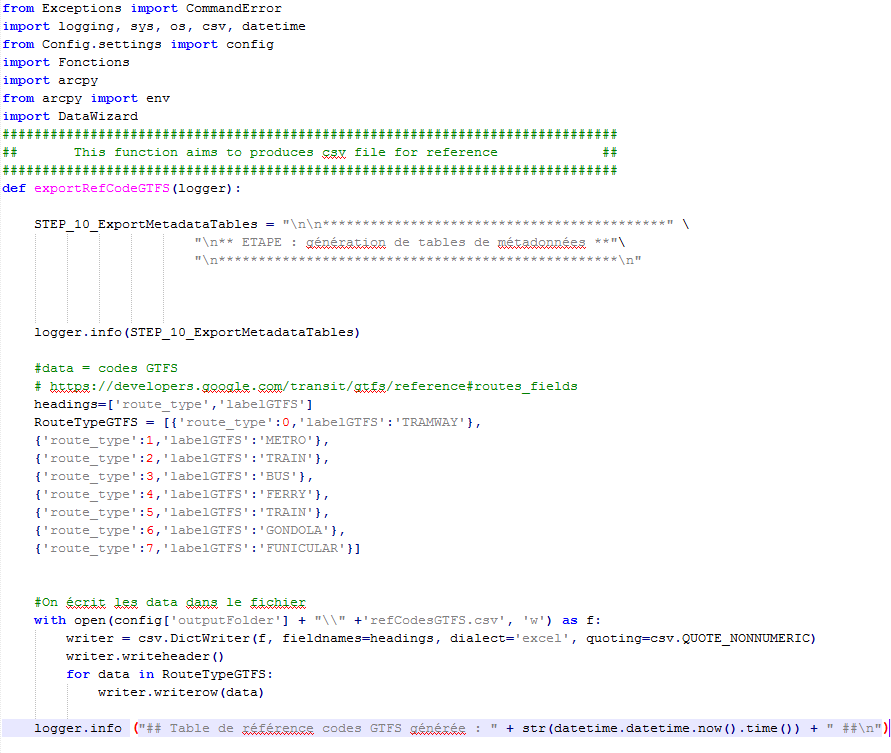 from Exceptions import CommandError
import logging, sys, os, csv, datetime
from Config.settings import config
import Fonctions
import arcpy
from arcpy import env
import DataWizard
#############################################################################
##       This function aims to produces csv file for reference             ##
#############################################################################
def exportRefCodeGTFS(logger):
    STEP_10_ExportMetadataTables = "\n\n*******************************************" \
                        "\n** ETAPE : génération de tables de métadonnées **"\
                        "\n**************************************************\n"
    logger.info(STEP_10_ExportMetadataTables)
    #data = codes GTFS
    # https://developers.google.com/transit/gtfs/reference#routes_fields
    headings=['route_type','labelGTFS']
    RouteTypeGTFS = [{'route_type':0,'labelGTFS':'TRAMWAY'},
    {'route_type':1,'labelGTFS':'METRO'},
    {'route_type':2,'labelGTFS':'TRAIN'},
    {'route_type':3,'labelGTFS':'BUS'},
    {'route_type':4,'labelGTFS':'FERRY'},
    {'route_type':5,'labelGTFS':'TRAIN'},
    {'route_type':6,'labelGTFS':'GONDOLA'},
    {'route_type':7,'labelGTFS':'FUNICULAR'}]
    #On écrit les data dans le fichier
    with open(config['outputFolder'] + "\\" +'refCodesGTFS.csv', 'w') as f:
        writer = csv.DictWriter(f, fieldnames=headings, dialect='excel', quoting=csv.QUOTE_NONNUMERIC)
        writer.writeheader()
        for data in RouteTypeGTFS:
            writer.writerow(data)
    logger.info ("## Table de référence codes GTFS générée : " + str(datetime.datetime.now().time()) + " ##\n")